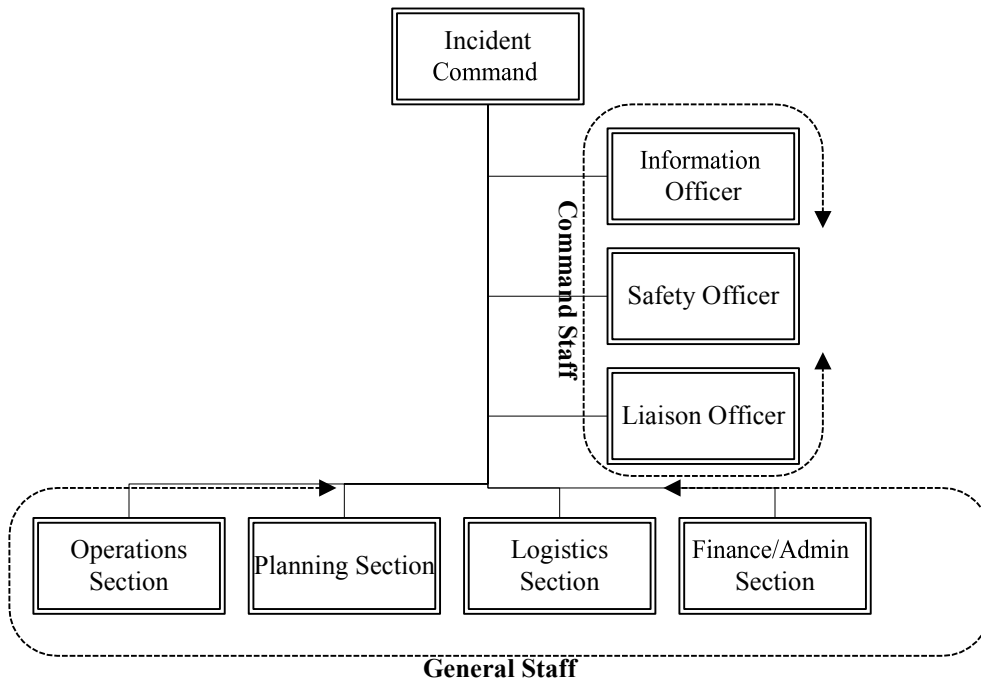 Incident
Command
Information
Officer
Command Staff
Safety Officer
Liaison Officer
Operations
Section
Planning Section
Logistics
Section
Finance/Admin
Section
General Staff